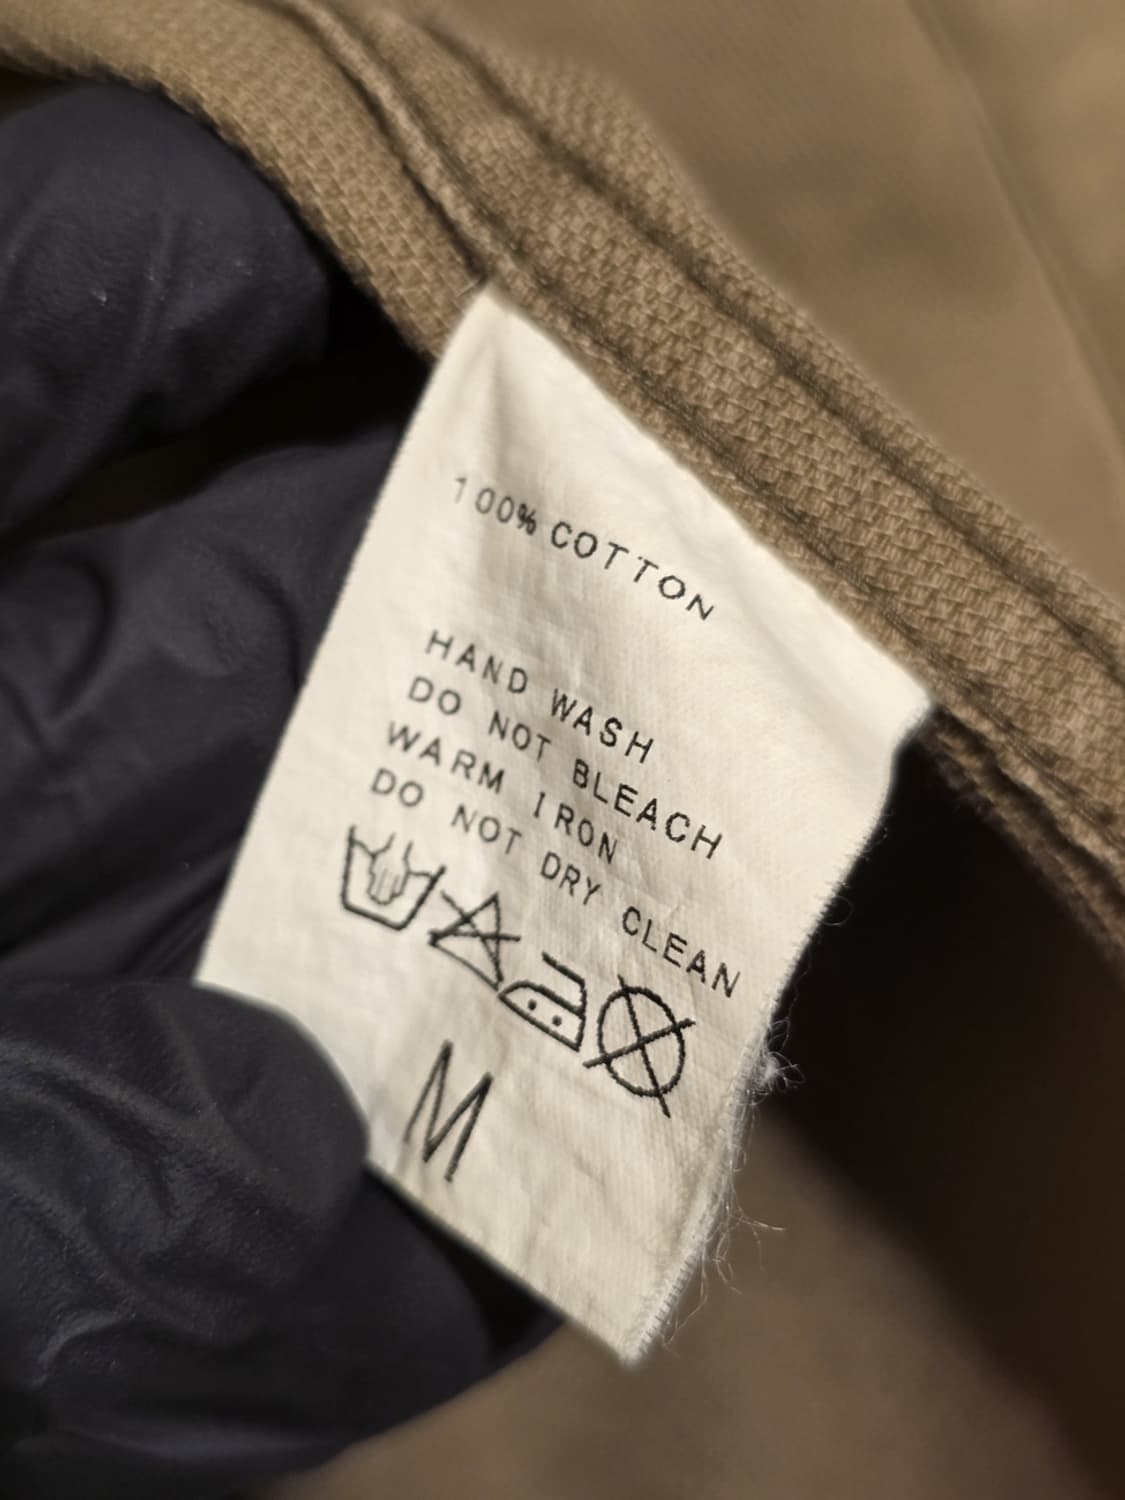 100% COTTON
HAND WASH
DO NOT BLEACH
WARM IRON
DO NOT DRY CLEAN
M